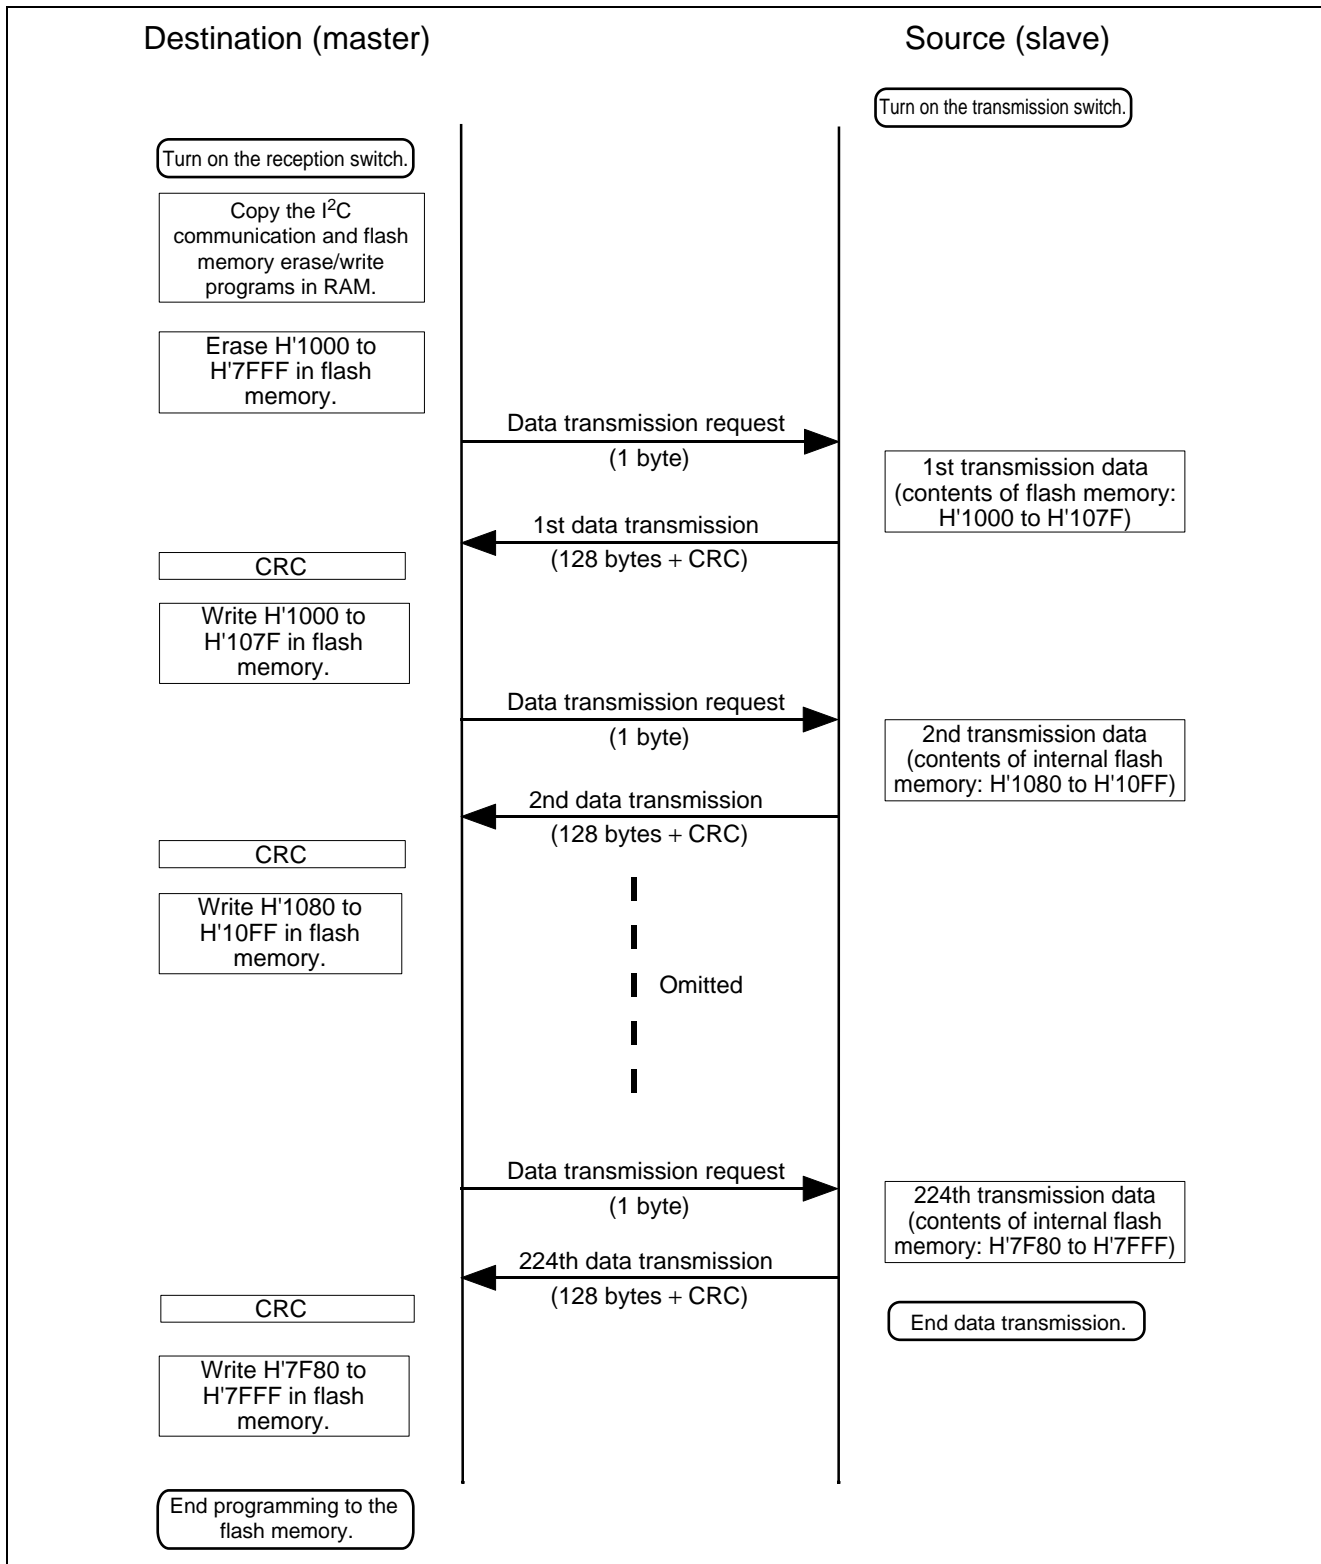 Destination (master)
Source (slave)
Turn on the transmission switch.
Turn on the reception switch.
Copy the I²C
communication and flash
memory erase/write
programs in RAM.
Erase H'1000 to
H'7FFF in flash
memory.
Data transmission request
(1 byte)
1st transmission data
(contents of flash memory:
H'1000 to H'107F)
1st data transmission
(128 bytes + CRC)
CRC
Write H'1000 to
H'107F in flash
memory.
Data transmission request
(1 byte)
2nd transmission data
(contents of internal flash
memory: H'1080 to H'10FF)
2nd data transmission
(128 bytes + CRC)
CRC
Write H'1080 to
H'10FF in flash
memory.
Omitted
Data transmission request
(1 byte)
224th transmission data
(contents of internal flash
memory: H'7F80 to H'7FFF)
224th data transmission
(128 bytes + CRC)
CRC
End data transmission.
Write H'7F80 to
H'7FFF in flash
memory.
End programming to the
flash memory.